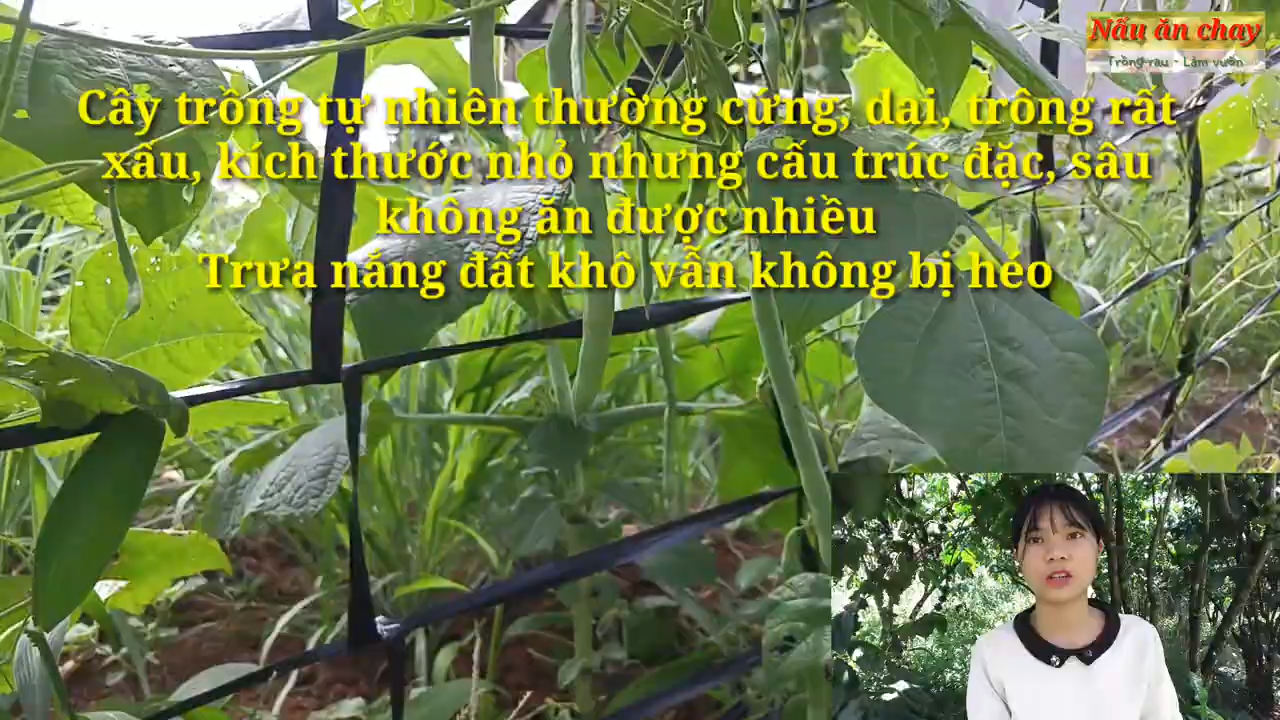 Nấu ăn chay
Trồng rau - Làm vườn
Cây trồng tự nhiên thường cứng, dai, trông rất
xấu, kích thước nhỏ nhưng cấu trúc đặc, sâu
không ăn được nhiều
Trưa nắng đất khô vẫn không bị héo